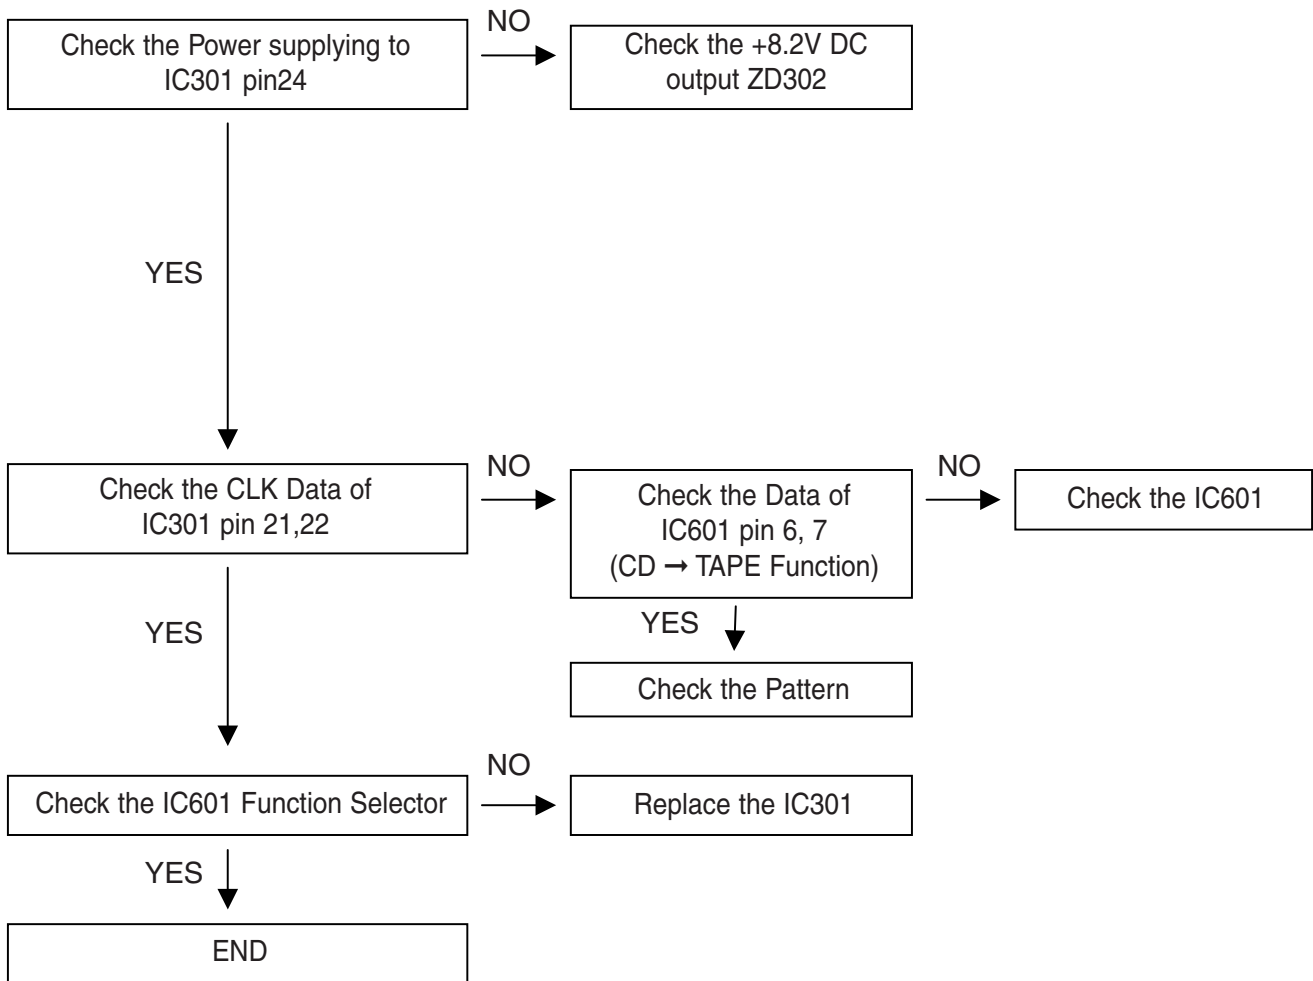 Check the Power supplying to
IC301 pin24
NO
Check the +8.2V DC
output ZD302
YES
Check the CLK Data of
IC301 pin 21,22
NO
Check the Data of
IC601 pin 6, 7
(CD → TAPE Function)
NO
Check the IC601
YES
Check the Pattern
YES
Check the IC601 Function Selector
NO
Replace the IC301
YES
END